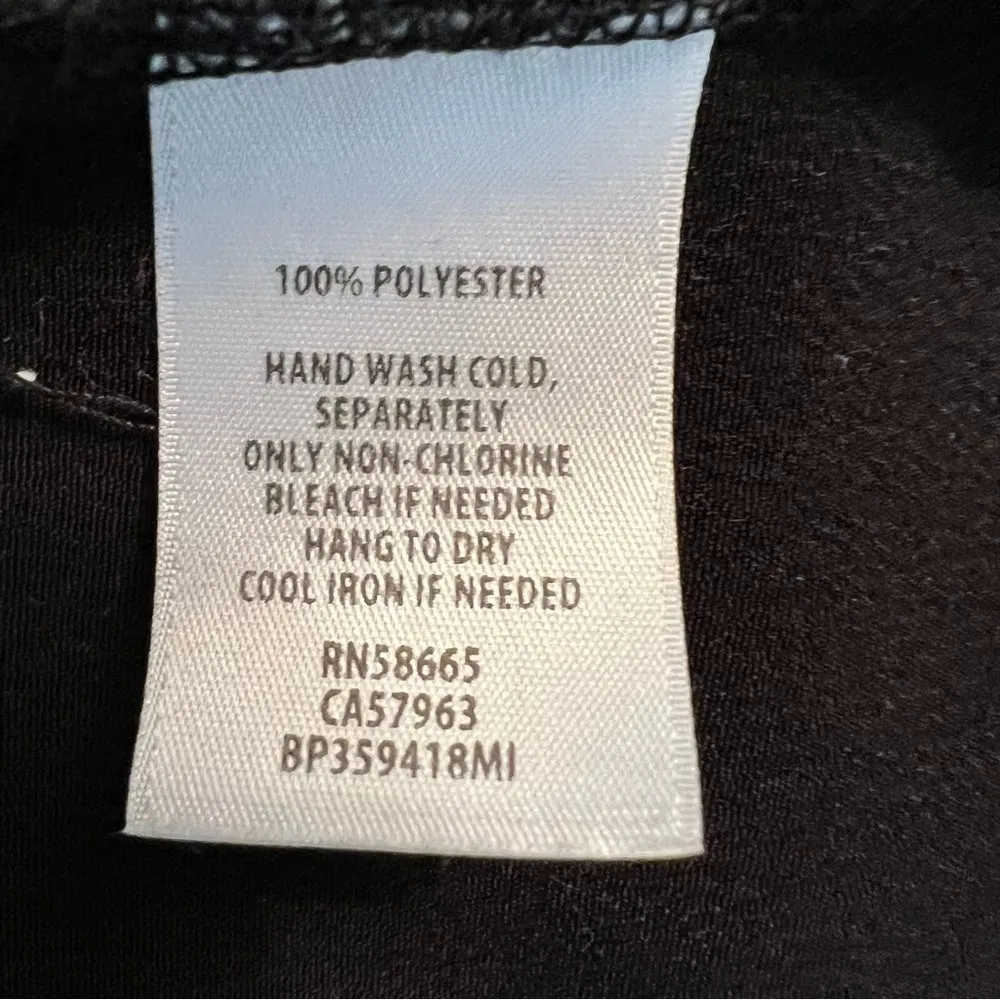 100% POLYESTER
HAND WASH COLD,
SEPARATELY
ONLY NON-CHLORINE
BLEACH IF NEEDED
HANG TO DRY
COOL IRON IF NEEDED
RN58665
CA57963
BP359418MI